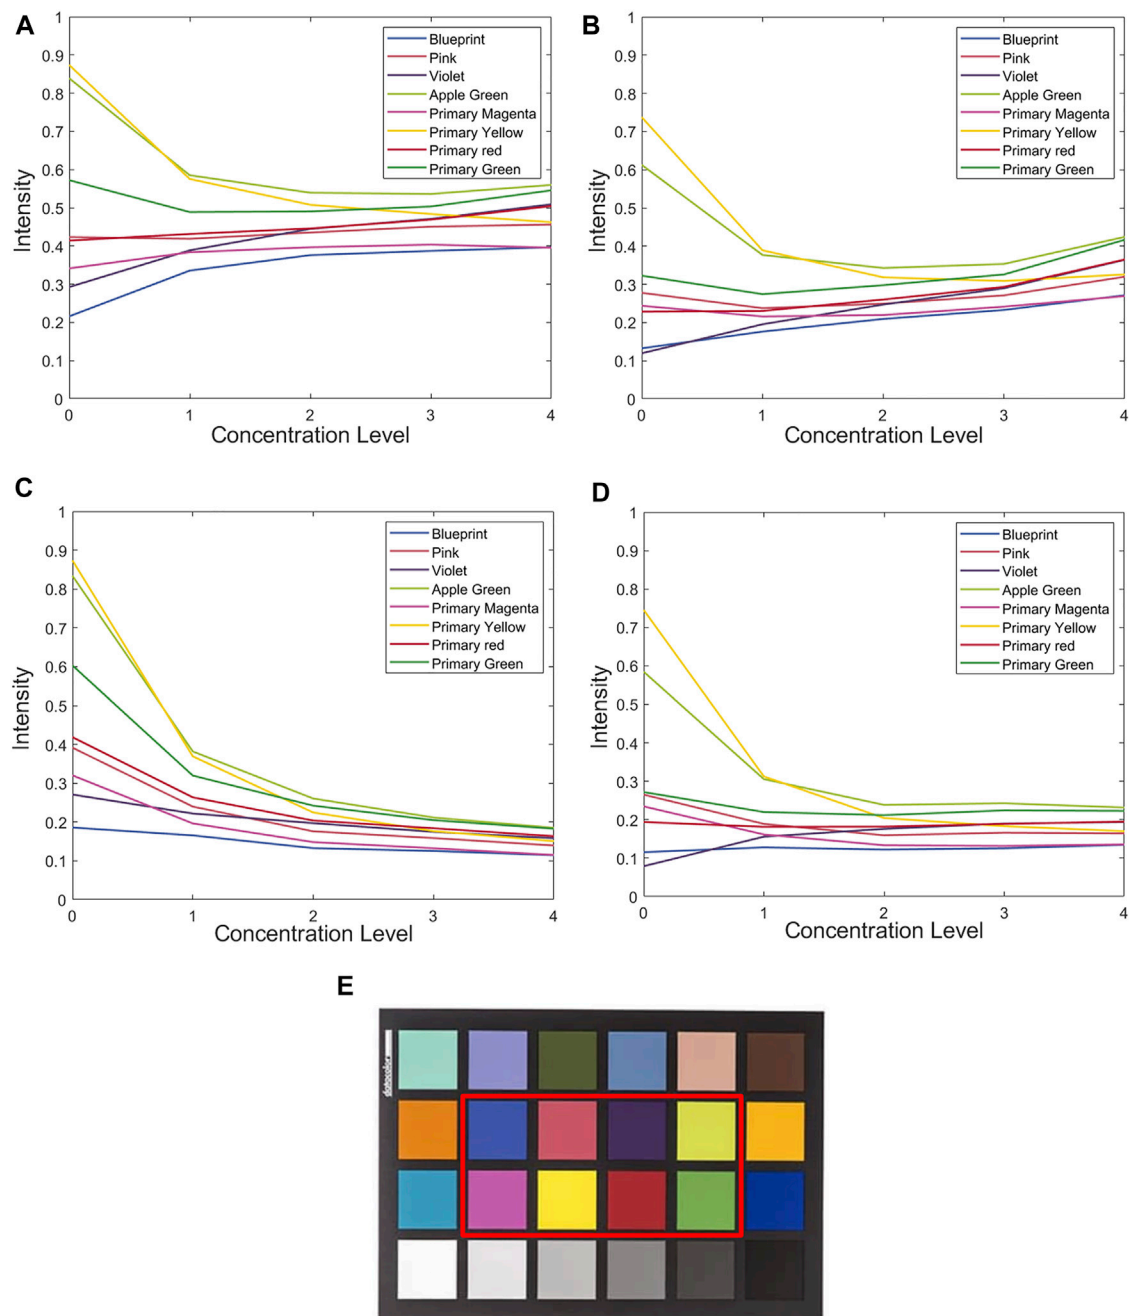 A
1
0.9
0.8
0.7
0.6
0.5
0.4
0.3
0.2
0.1
0
0 1 2 3 4
Intensity
Concentration Level
Blueprint
Pink
Violet
Apple Green
Primary Magenta
Primary Yellow
Primary red
Primary Green
B
1
0.9
0.8
0.7
0.6
0.5
0.4
0.3
0.2
0.1
0
0 1 2 3 4
Intensity
Concentration Level
Blueprint
Pink
Violet
Apple Green
Primary Magenta
Primary Yellow
Primary red
Primary Green
C
1
0.9
0.8
0.7
0.6
0.5
0.4
0.3
0.2
0.1
0
0 1 2 3 4
Intensity
Concentration Level
Blueprint
Pink
Violet
Apple Green
Primary Magenta
Primary Yellow
Primary red
Primary Green
D
1
0.9
0.8
0.7
0.6
0.5
0.4
0.3
0.2
0.1
0
0 1 2 3 4
Intensity
Concentration Level
Blueprint
Pink
Violet
Apple Green
Primary Magenta
Primary Yellow
Primary red
Primary Green
E
datacolor